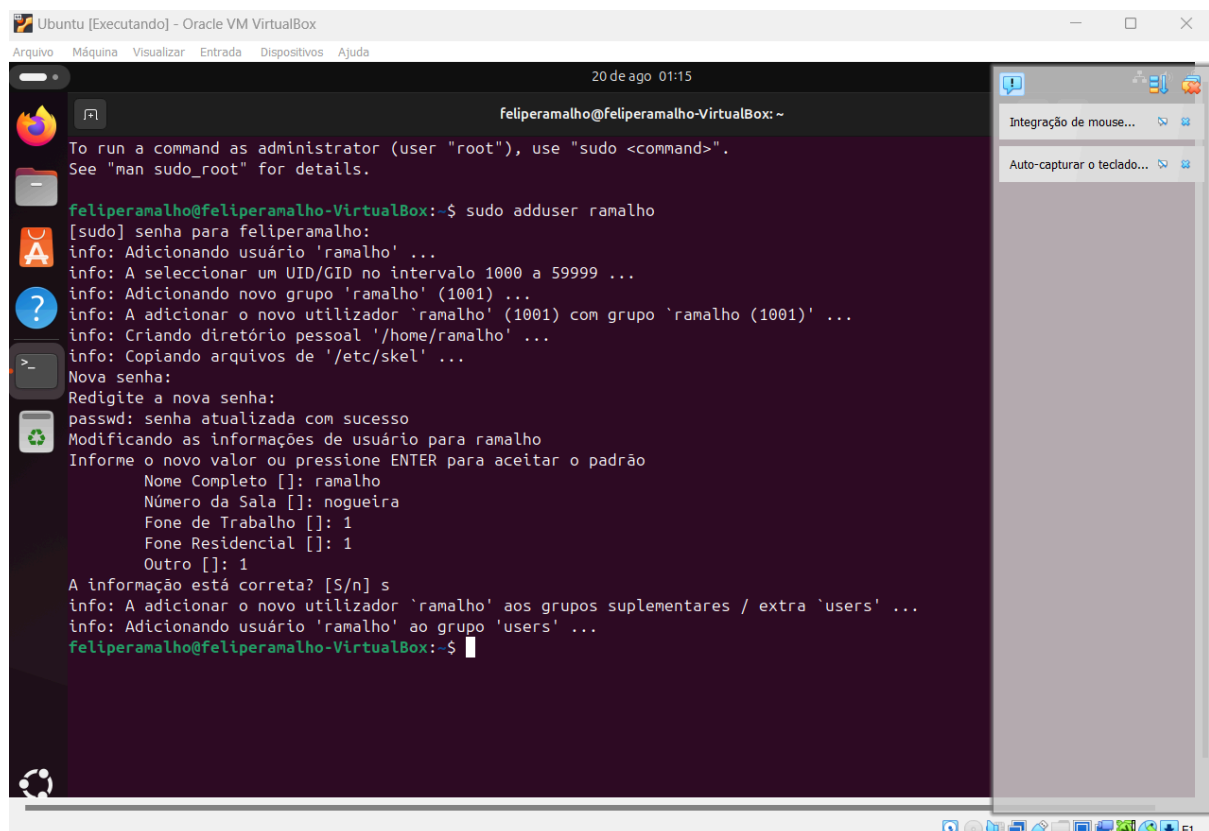 Ubuntu [Executando] - Oracle VM VirtualBox
Arquivo Máquina Visualizar Entrada Dispositivos Ajuda
20 de ago 01:15
feliperamalho@feliperamalho-VirtualBox: ~
Integração de mouse...
Auto-capturar o teclado...
To run a command as administrator (user "root"), use "sudo <command>".
See "man sudo_root" for details.
feliperamalho@feliperamalho-VirtualBox:~$ sudo adduser ramalho
[sudo] senha para feliperamalho:
info: Adicionando usuário 'ramalho' ...
info: A seleccionar um UID/GID no intervalo 1000 a 59999 ...
info: Adicionando novo grupo 'ramalho' (1001) ...
info: A adicionar o novo utilizador `ramalho' (1001) com grupo `ramalho (1001)' ...
info: Criando diretório pessoal '/home/ramalho' ...
info: Copiando arquivos de '/etc/skel' ...
Nova senha:
Redigite a nova senha:
passwd: senha atualizada com sucesso
Modificando as informações de usuário para ramalho
Informe o novo valor ou pressione ENTER para aceitar o padrão
Nome Completo []: ramalho
Número da Sala []: nogueira
Fone de Trabalho []: 1
Fone Residencial []: 1
Outro []: 1
A informação está correta? [S/n] s
info: A adicionar o novo utilizador `ramalho' aos grupos suplementares / extra `users' ...
info: Adicionando usuário 'ramalho' ao grupo 'users' ...
feliperamalho@feliperamalho-VirtualBox:~$